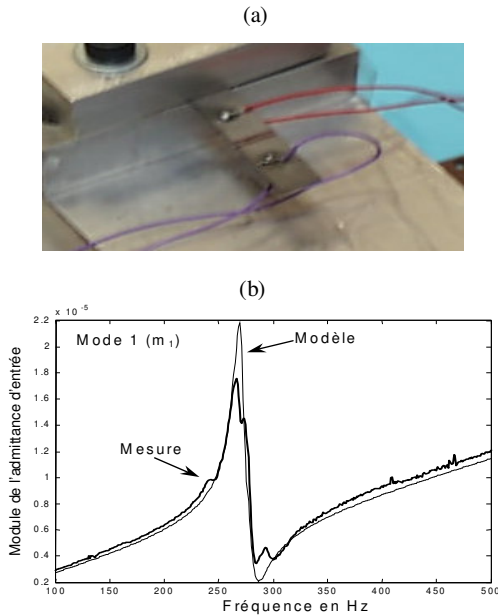 (a)
(b)
x 10 -5
Mode 1 (m 1)
Modèle
Mesure
Module de l'admittance d'entrée
2.2
2
1.8
1.6
1.4
1.2
1
0.8
0.6
0.4
0.2
100 150 200 250 300 350 400 450 500
Fréquence en Hz